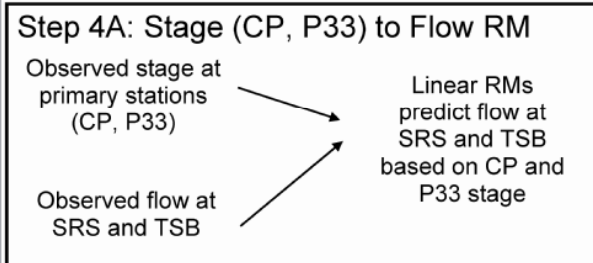 Step 4A: Stage (CP, P33) to Flow RM
Observed stage at
primary stations
(CP, P33)
Observed flow at
SRS and TSB
Linear RMs
predict flow at
SRS and TSB
based on CP and
P33 stage